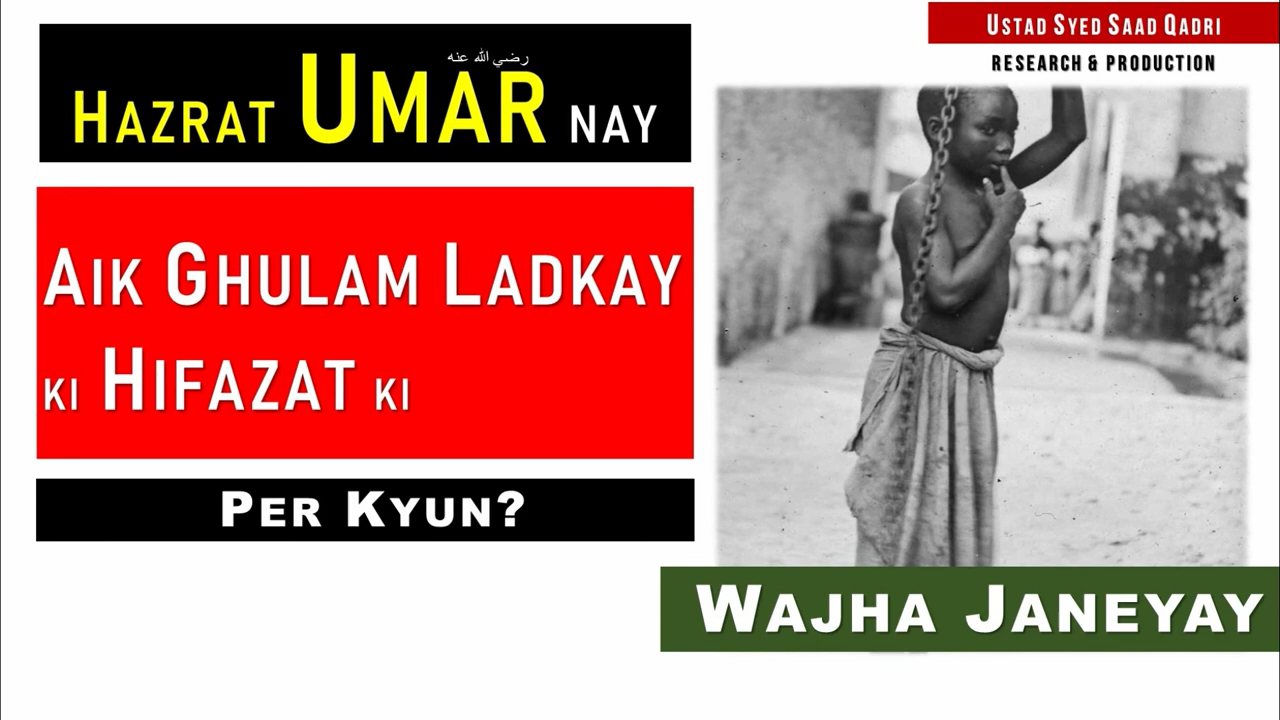 Ustad Syed Saad Qadri
Research & Production
رضي الله عنه
Hazrat Umar nay
Aik Ghulam Ladkay
ki Hifazat ki
Per Kyun?
Wajha Janeyay